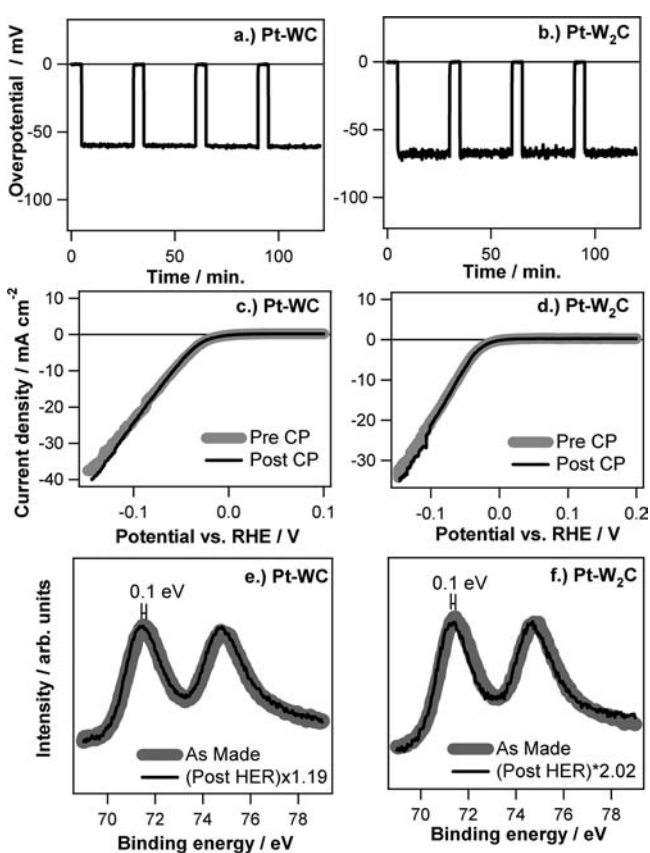 a.) Pt-WC
Overpotential / mV
0
-50
-100
0
50
100
Time / min.
b.) Pt-W₂C
0
-50
-100
0
50
100
Time / min.
c.) Pt-WC
Current density / mA cm⁻²
10
0
-10
-20
-30
-40
Pre CP
Post CP
-0.1
0.0
0.1
Potential vs. RHE / V
d.) Pt-W₂C
10
0
-10
-20
-30
Pre CP
Post CP
-0.1
0.0
0.1
0.2
Potential vs. RHE / V
e.) Pt-WC
0.1 eV
Intensity / arb. units
As Made
(Post HER)x1.19
70
72
74
76
78
Binding energy / eV
f.) Pt-W₂C
0.1 eV
As Made
(Post HER)*2.02
70
72
74
76
78
Binding energy / eV